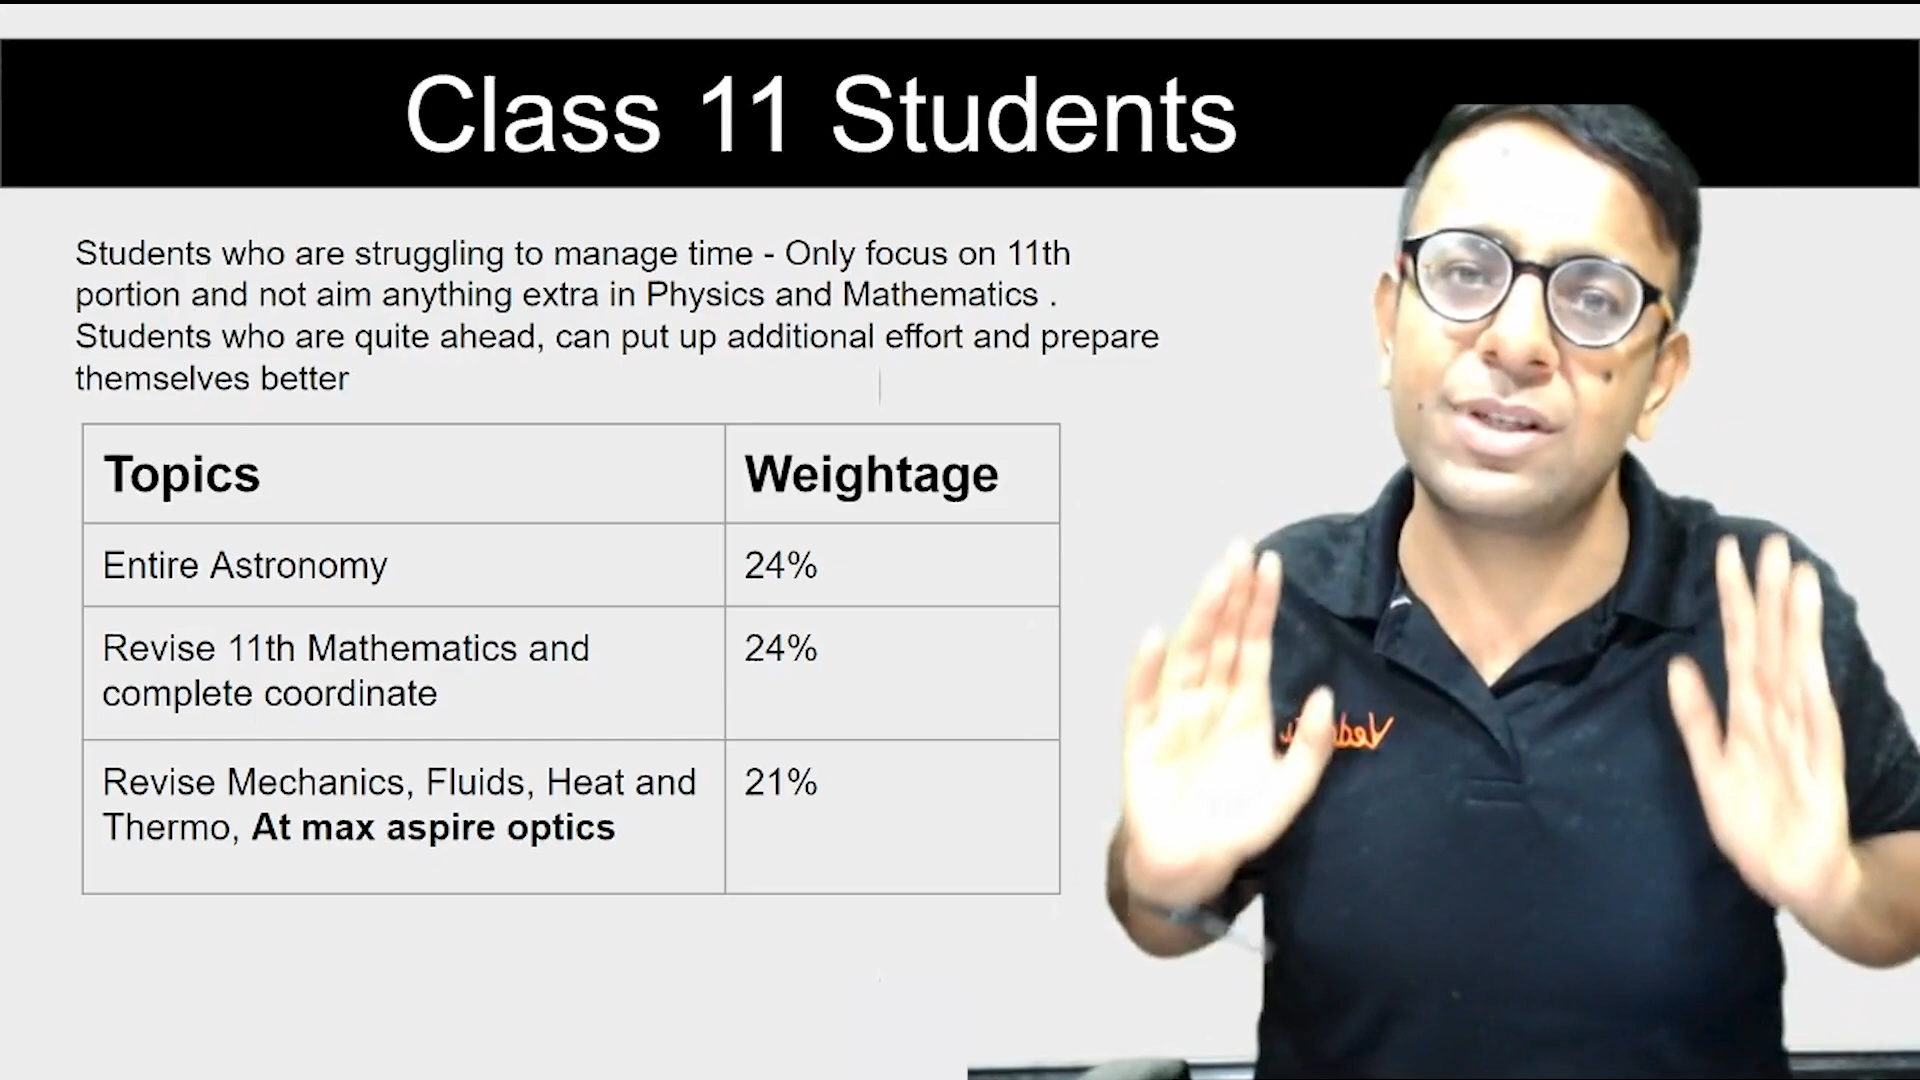 Class 11 Students
Students who are struggling to manage time - Only focus on 11th
portion and not aim anything extra in Physics and Mathematics .
Students who are quite ahead, can put up additional effort and prepare
themselves better
Topics Weightage
Entire Astronomy 24%
Revise 11th Mathematics and 24%
complete coordinate
Revise Mechanics, Fluids, Heat and 21%
Thermo, At max aspire optics